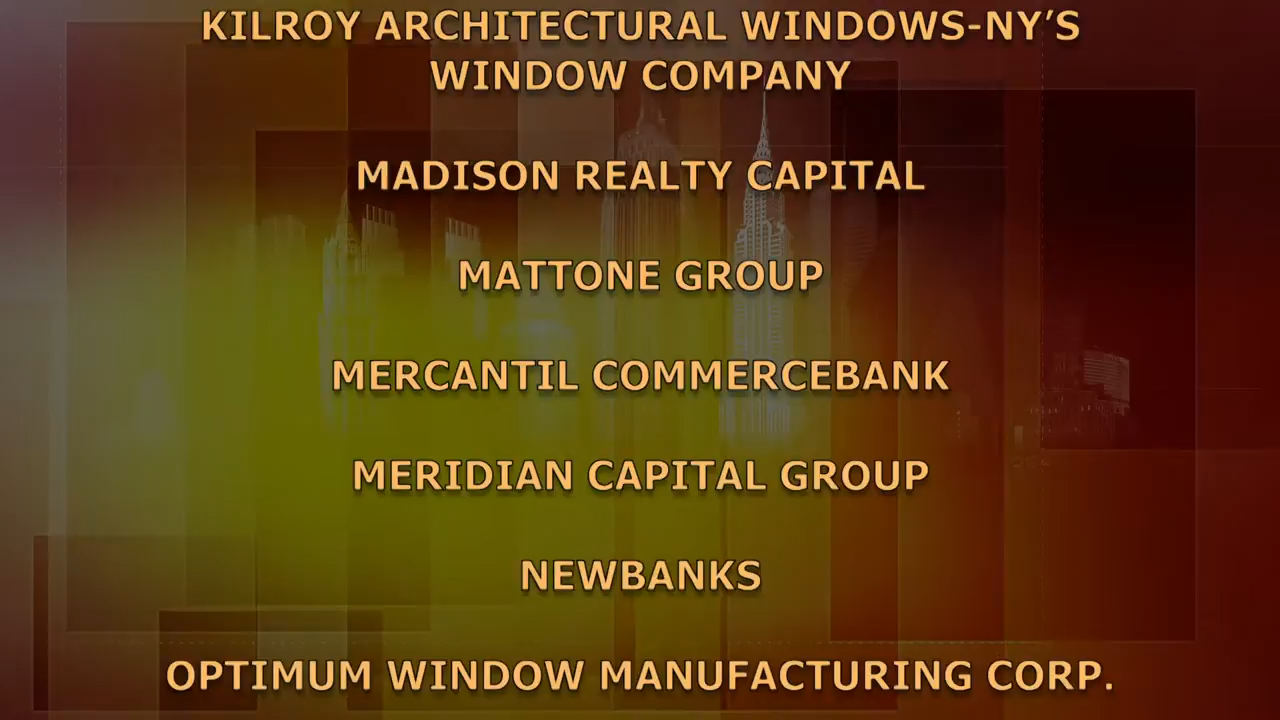 KILROY ARCHITECTURAL WINDOWS-NY’S
WINDOW COMPANY
MADISON REALTY CAPITAL
MATTONE GROUP
MERCANTIL COMMERCEBANK
MERIDIAN CAPITAL GROUP
NEWBANKS
OPTIMUM WINDOW MANUFACTURING CORP.